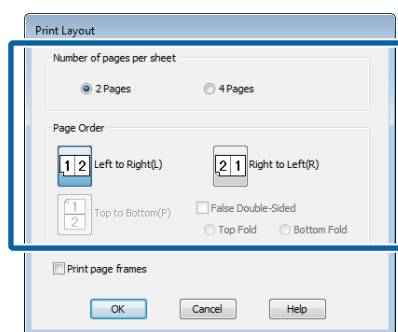 Print Layout
Number of pages per sheet
2 Pages 4 Pages
Page Order
1 2 Left to Right(L) 2 1 Right to Left(R)
1 2 Top to Bottom(P) False Double-Sided
Top Fold Bottom Fold
Print page frames
OK Cancel Help